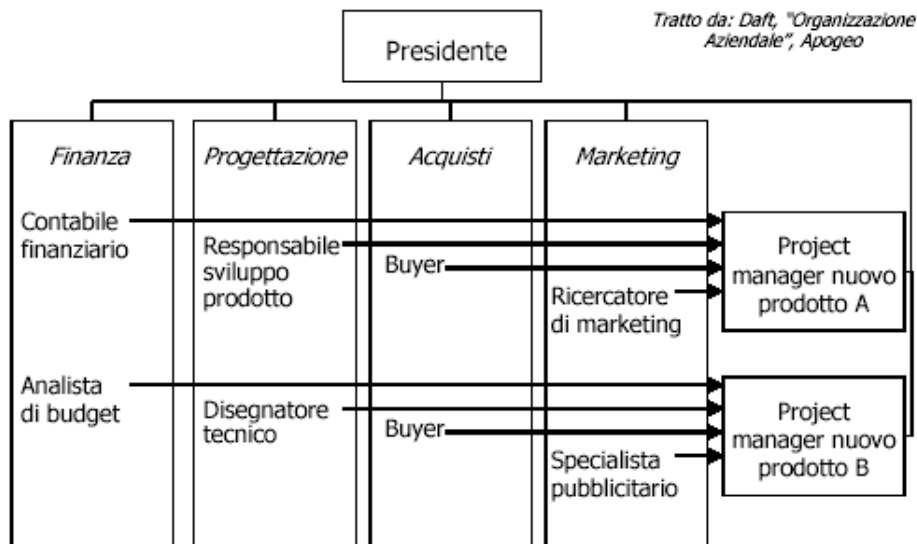 Tratto da: Daft, "Organizzazione
Aziendale", Apogeo
Presidente
Finanza
Progettazione
Acquisti
Marketing
Contabile
finanziario
Responsabile
sviluppo
prodotto
Buyer
Ricercatore
di marketing
Project
manager nuovo
prodotto A
Analista
di budget
Disegnatore
tecnico
Buyer
Specialista
pubblicitario
Project
manager nuovo
prodotto B